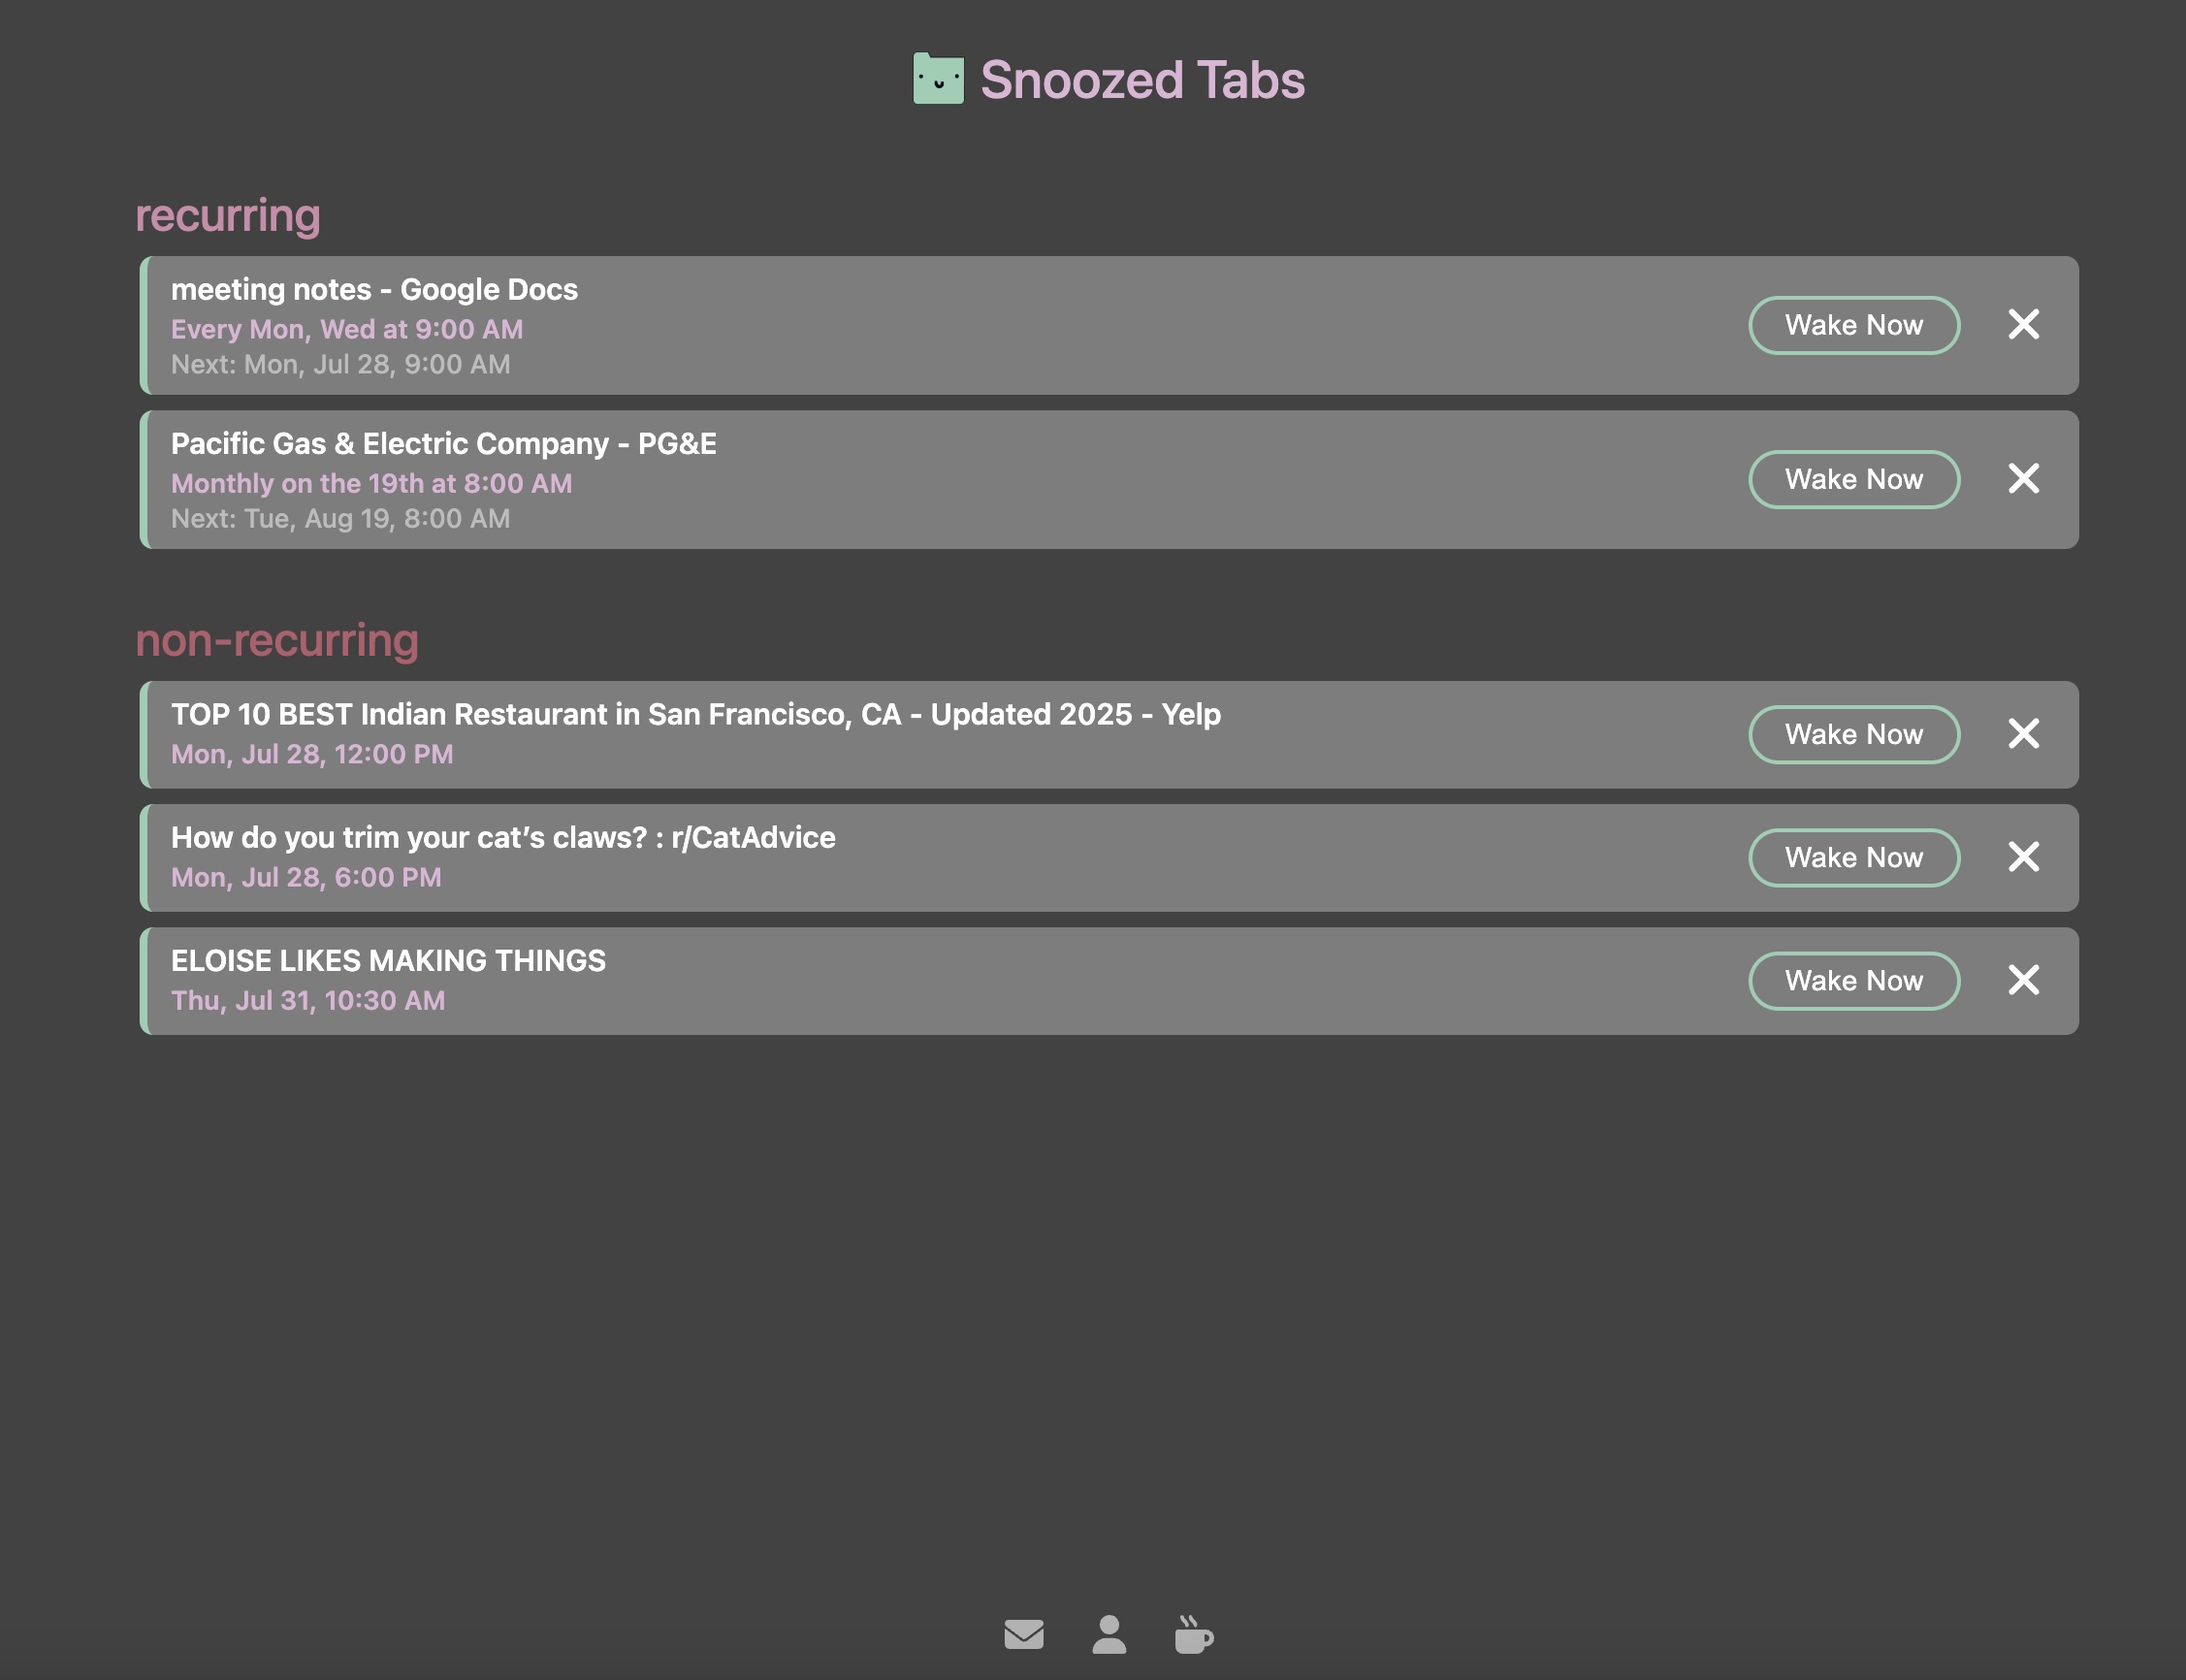 Snoozed Tabs
recurring
meeting notes - Google Docs
Every Mon, Wed at 9:00 AM
Next: Mon, Jul 28, 9:00 AM
Wake Now
Pacific Gas & Electric Company - PG&E
Monthly on the 19th at 8:00 AM
Next: Tue, Aug 19, 8:00 AM
Wake Now
non-recurring
TOP 10 BEST Indian Restaurant in San Francisco, CA - Updated 2025 - Yelp
Mon, Jul 28, 12:00 PM
Wake Now
How do you trim your cat’s claws? : r/CatAdvice
Mon, Jul 28, 6:00 PM
Wake Now
ELOISE LIKES MAKING THINGS
Thu, Jul 31, 10:30 AM
Wake Now